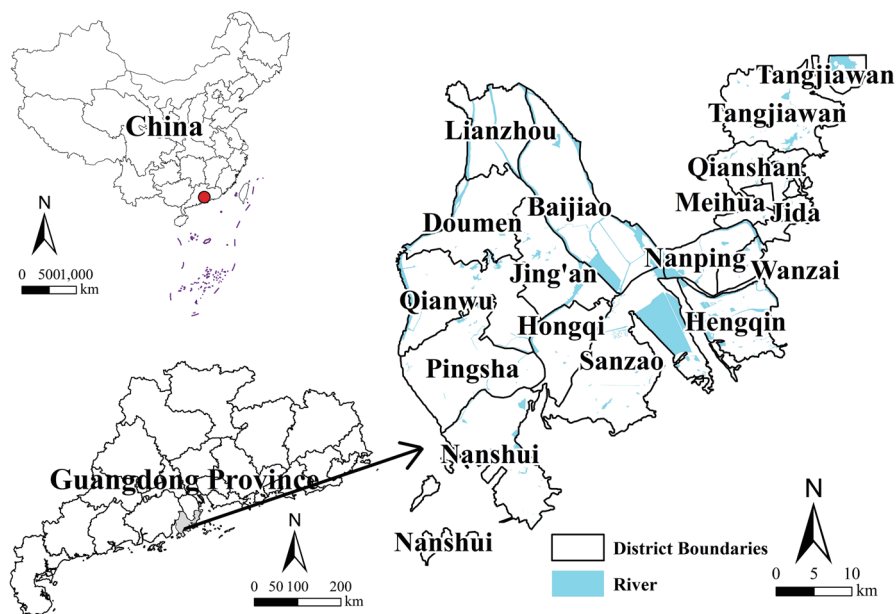 China
N
0 5001,000
km
Guangdong Province
N
0 50 100 200
km
Tangjiawan
Tangjiawan
Lianzhou
Qianshan
Meihua
Jida
Baijiao
Doumen
Nanping
Wanzai
Jing'an
Qianwu
Hongqi
Hengqin
Sanzao
Pingsha
Nanshui
Nanshui
District Boundaries
River
N
0 5 10
km